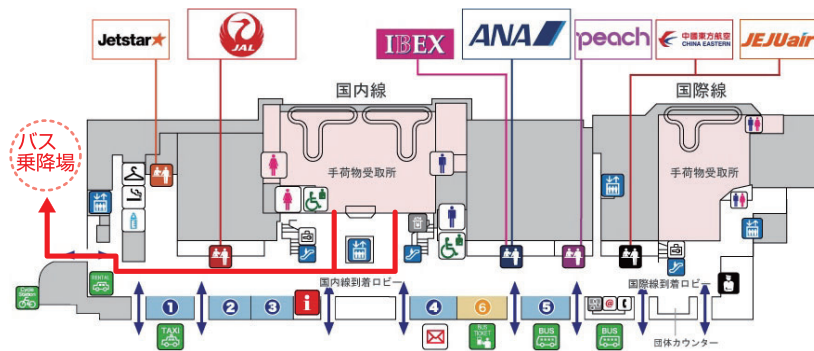 Jetstar
JAL
IBEX
ANA
peach
中國東方航空
CHINA EASTERN
JEJUair
国内線
国際線
バス
乗降場
手荷物受取所
手荷物受取所
国内線到着ロビー
国際線到着ロビー
Cycle
Station
RENTAL
1
2
3
i
4
6
5
@
TAXI
BUS
TICKET
BUS
BUS
団体カウンター